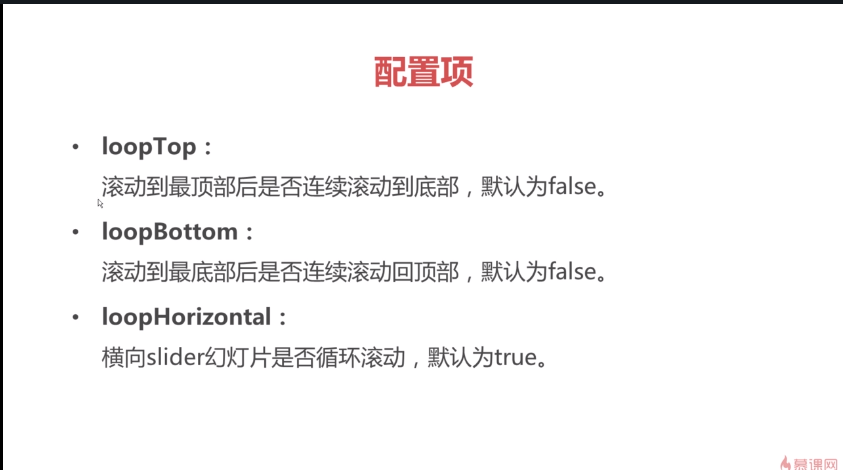 配置项
• loopTop：
滚动到最顶部后是否连续滚动到底部，默认为false。
• loopBottom：
滚动到最底部后是否连续滚动回顶部，默认为false。
• loopHorizontal：
横向slider幻灯片是否循环滚动，默认为true。
慕课网